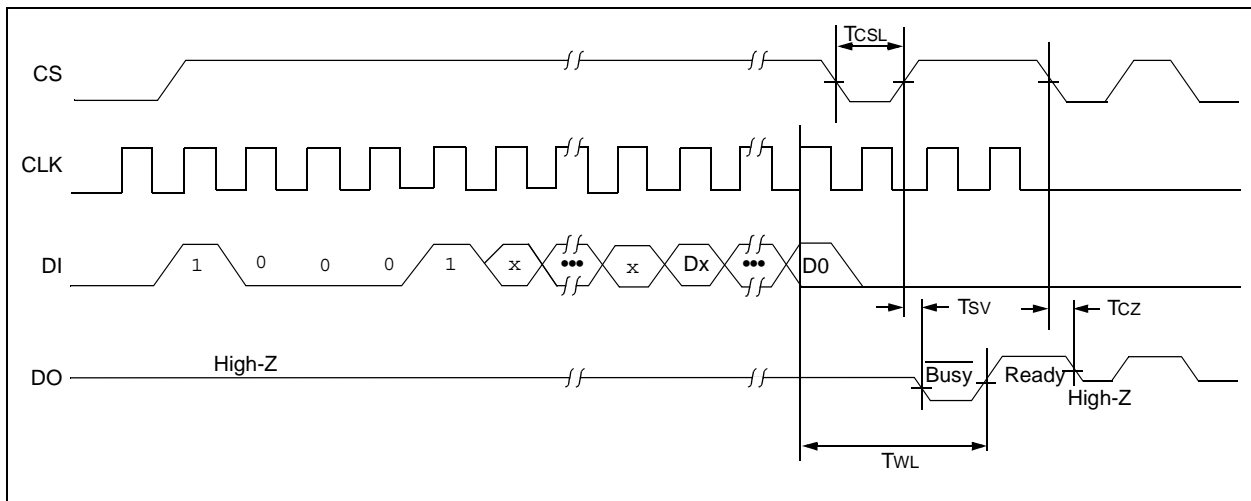 TCSL
CS
CLK
DI 1 0 0 0 1 x ••• x Dx ••• D0
TSV TCZ
High-Z
DO Busy Ready
High-Z
TWL